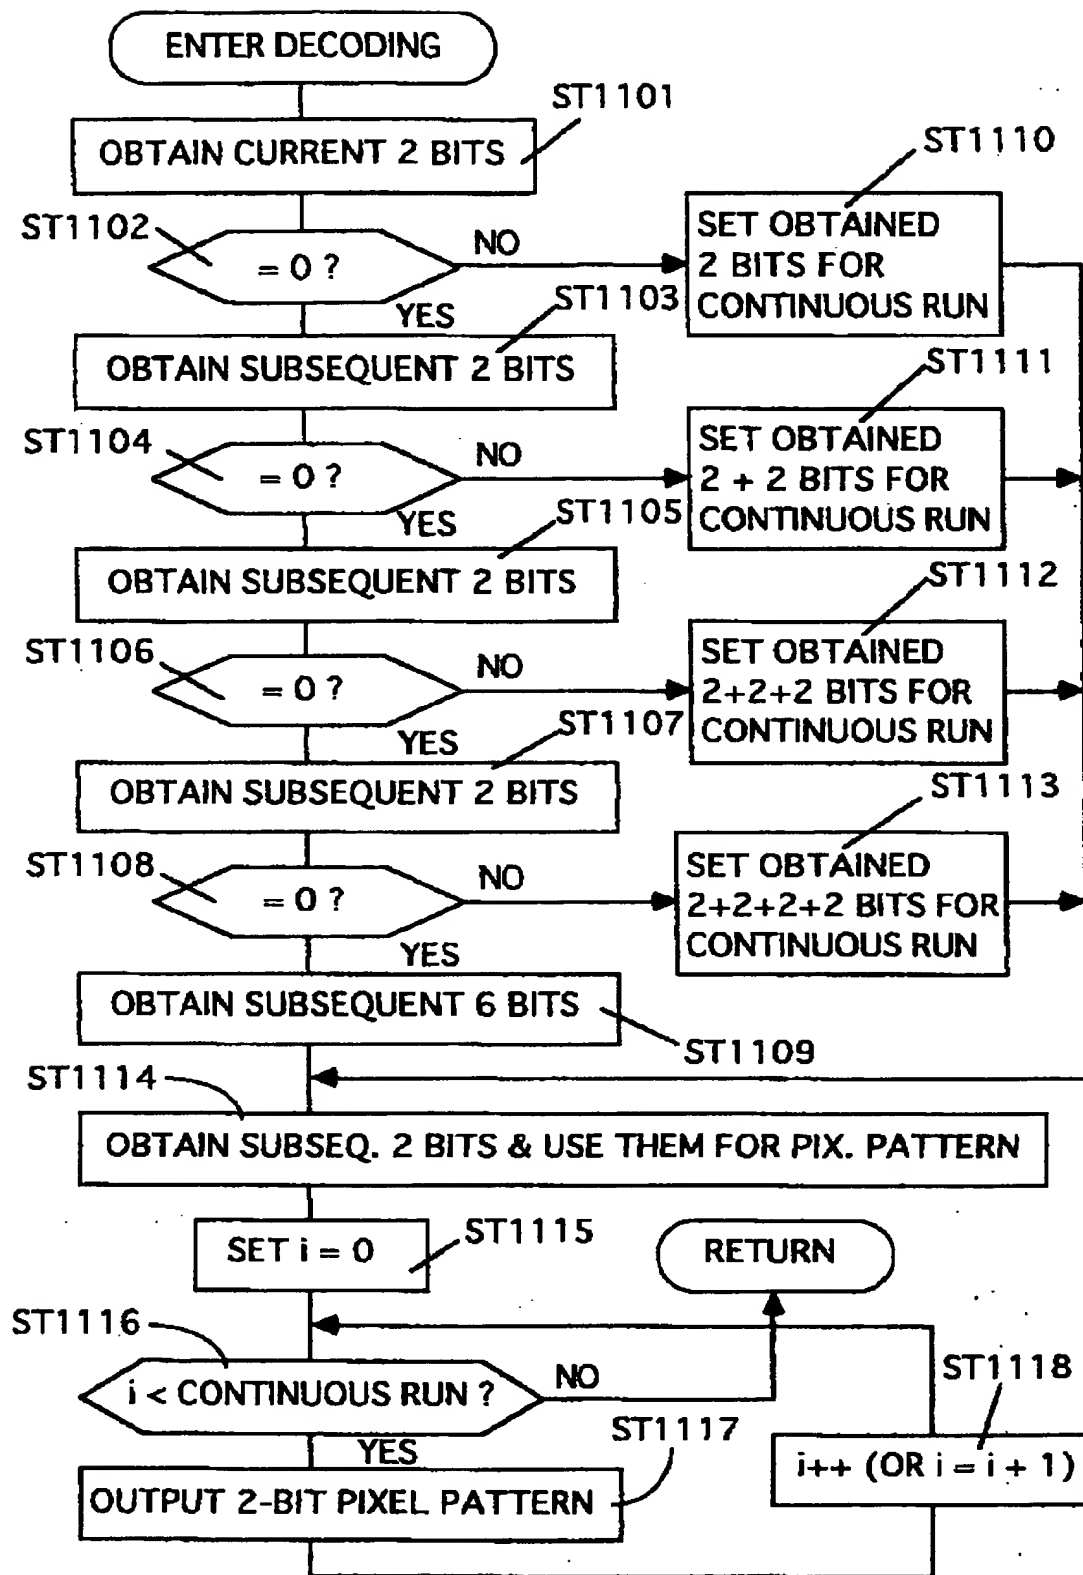 ENTER DECODING
ST1101
OBTAIN CURRENT 2 BITS
ST1110
ST1102
= 0 ?
NO
SET OBTAINED
2 BITS FOR
CONTINUOUS RUN
YES
ST1103
OBTAIN SUBSEQUENT 2 BITS
ST1111
ST1104
= 0 ?
NO
SET OBTAINED
2 + 2 BITS FOR
CONTINUOUS RUN
YES
ST1105
OBTAIN SUBSEQUENT 2 BITS
ST1112
ST1106
= 0 ?
NO
SET OBTAINED
2+2+2 BITS FOR
CONTINUOUS RUN
YES
ST1107
OBTAIN SUBSEQUENT 2 BITS
ST1113
ST1108
= 0 ?
NO
SET OBTAINED
2+2+2+2 BITS FOR
CONTINUOUS RUN
YES
OBTAIN SUBSEQUENT 6 BITS
ST1109
ST1114
OBTAIN SUBSEQ. 2 BITS & USE THEM FOR PIX. PATTERN
SET i = 0
ST1115
RETURN
ST1116
i < CONTINUOUS RUN ?
NO
ST1118
YES
ST1117
i++ (OR i = i + 1)
OUTPUT 2-BIT PIXEL PATTERN